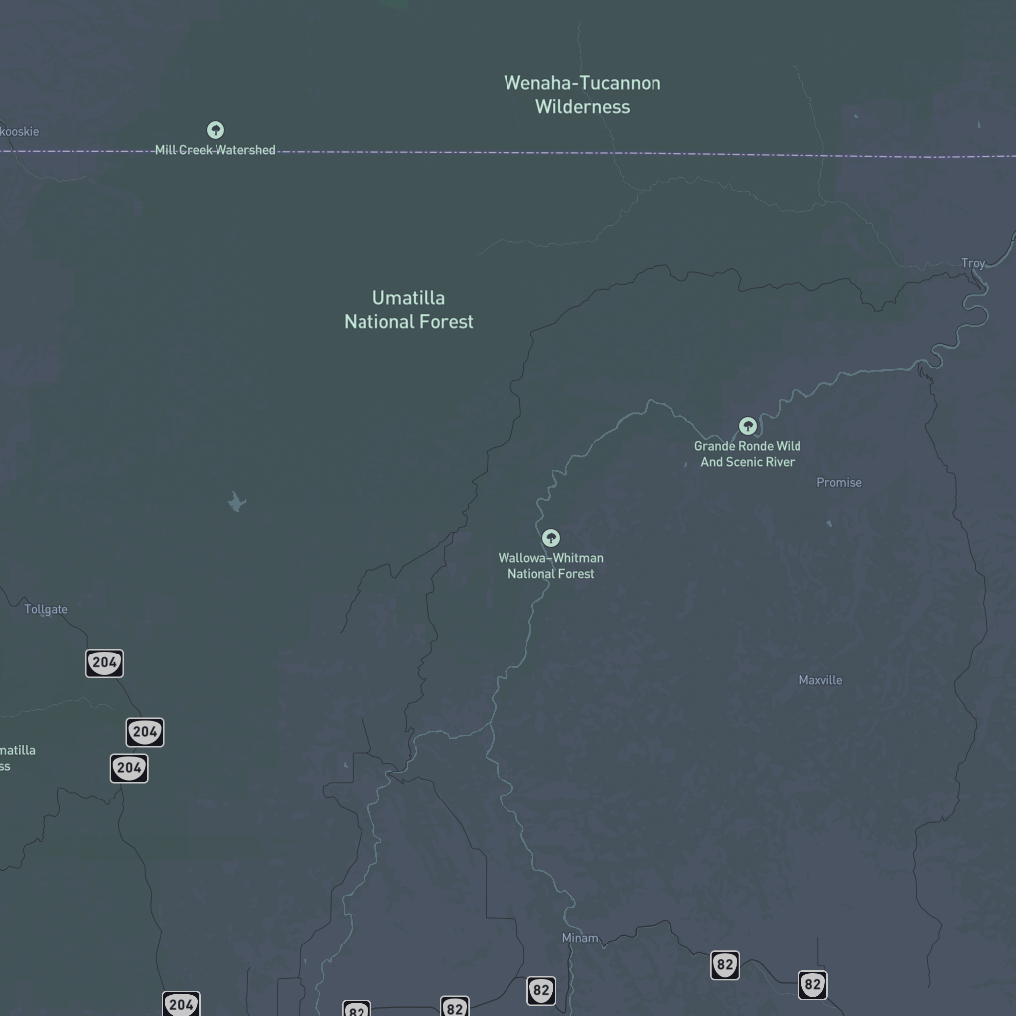 Wenaha-Tucannon
Wilderness
kooskie
Mill Creek Watershed
Troy
Umatilla
National Forest
Grande Ronde Wild
And Scenic River
Promise
Wallowa-Whitman
National Forest
Tollgate
204
Maxville
204
matilla
ss
204
Minam
82
82
82
204
82
82